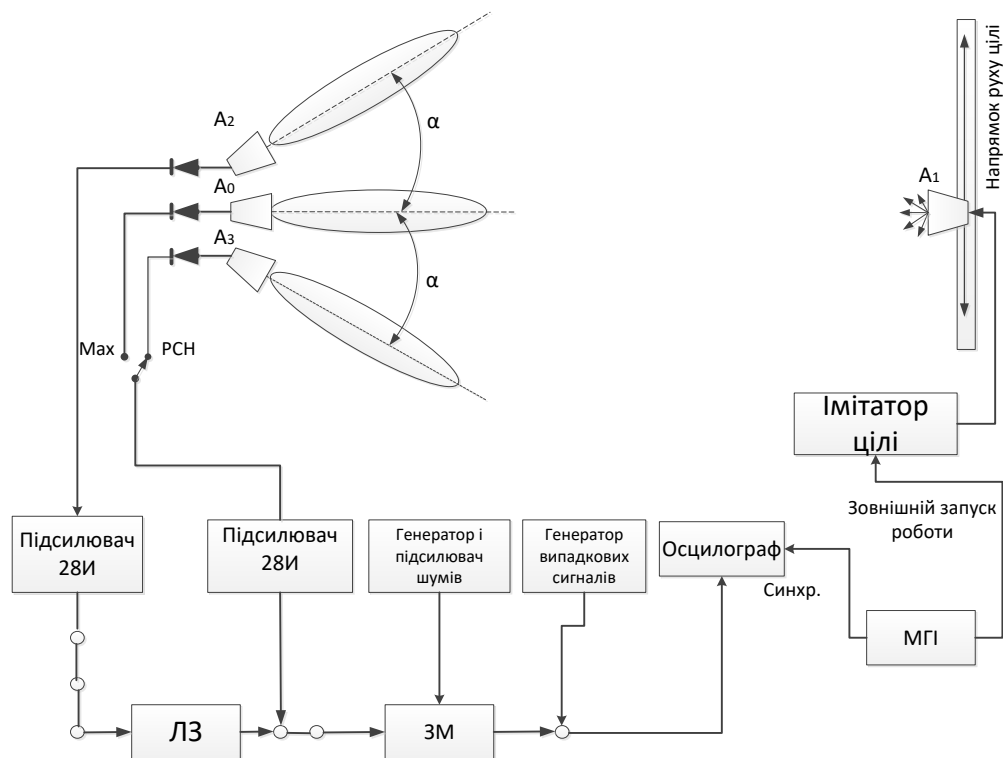 A2
α
A0
A3
α
A1
Напрямок руху цілі
Max
РСН
Імітатор
цілі
Зовнішній запуск
роботи
Підсилювач
28И
Підсилювач
28И
Генератор і
підсилювач
шумів
Генератор
випадкових
сигналів
Осцилограф
Синхр.
МГІ
ЛЗ
ЗМ